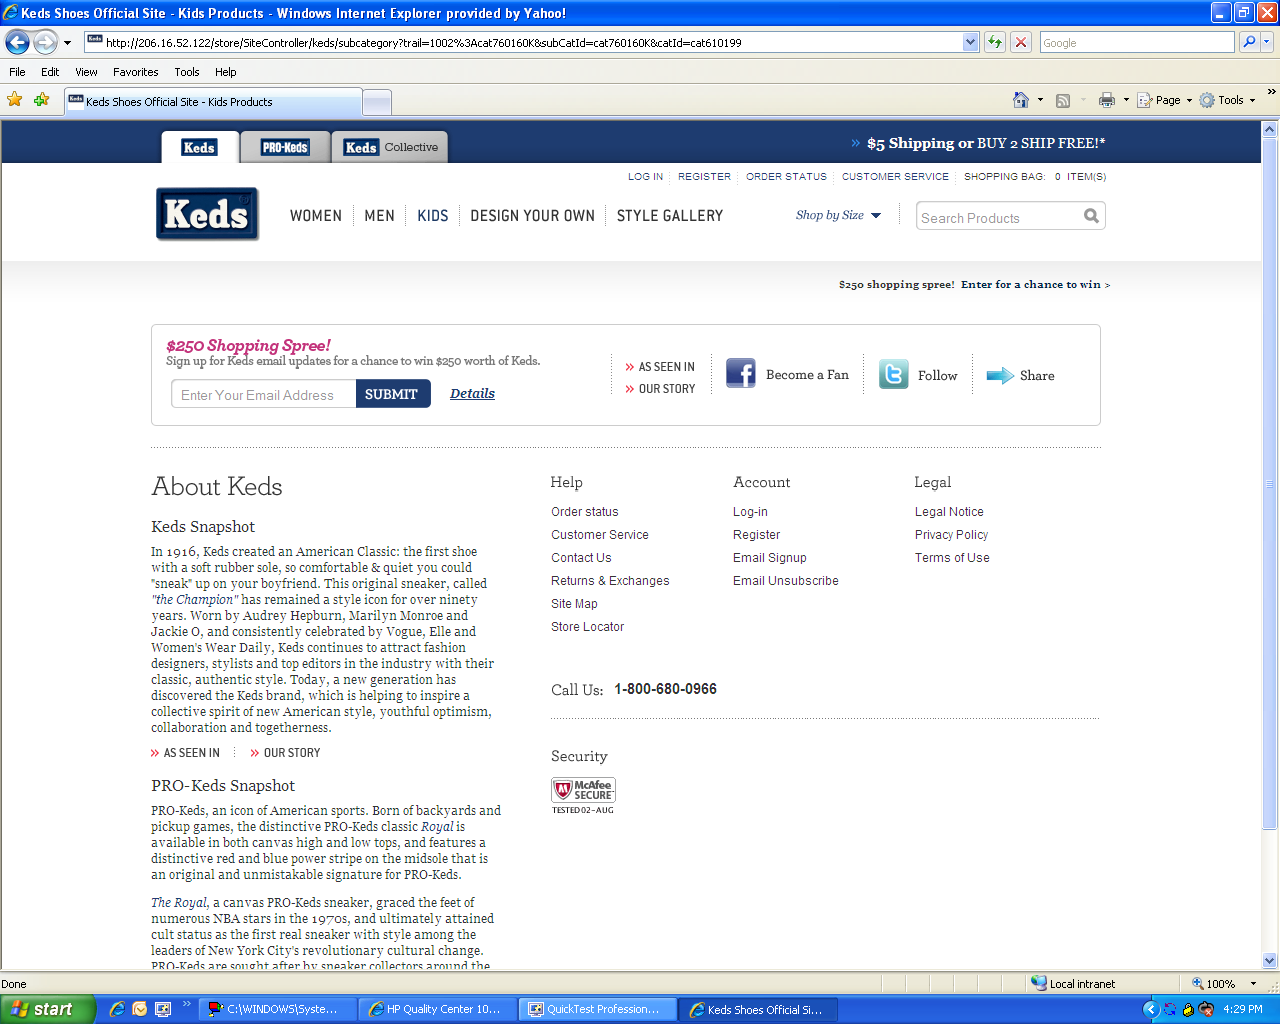 Keds Shoes Official Site - Kids Products - Windows Internet Explorer provided by Yahoo!
http://206.16.52.122/store/SiteController/keds/subcategory?trail=1002%3Acat760160K&subCatId=cat760160K&catId=cat610199
Google
File Edit View Favorites Tools Help
Keds Shoes Official Site - Kids Products
Page Tools
Keds PRO-Keds Keds Collective
» $5 Shipping or BUY 2 SHIP FREE!*
LOG IN REGISTER ORDER STATUS CUSTOMER SERVICE SHOPPING BAG: 0 ITEM(S)
Keds
WOMEN MEN KIDS DESIGN YOUR OWN STYLE GALLERY
Shop by Size
Search Products
$250 shopping spree! Enter for a chance to win >
$250 Shopping Spree!
Sign up for Keds email updates for a chance to win $250 worth of Keds.
Enter Your Email Address SUBMIT Details
» AS SEEN IN
» OUR STORY
Become a Fan
Follow
Share
About Keds
Keds Snapshot
In 1916, Keds created an American Classic: the first shoe
with a soft rubber sole, so comfortable & quiet you could
"sneak" up on your boyfriend. This original sneaker, called
"the Champion" has remained a style icon for over ninety
years. Worn by Audrey Hepburn, Marilyn Monroe and
Jackie O, and consistently celebrated by Vogue, Elle and
Women's Wear Daily, Keds continues to attract fashion
designers, stylists and top editors in the industry with their
classic, authentic style. Today, a new generation has
discovered the Keds brand, which is helping to inspire a
collective spirit of new American style, youthful optimism,
collaboration and togetherness.
» AS SEEN IN » OUR STORY
PRO-Keds Snapshot
PRO-Keds, an icon of American sports. Born of backyards and
pickup games, the distinctive PRO-Keds classic Royal is
available in both canvas high and low tops, and features a
distinctive red and blue power stripe on the midsole that is
an original and unmistakable signature for PRO-Keds.
The Royal, a canvas PRO-Keds sneaker, graced the feet of
numerous NBA stars in the 1970s, and ultimately attained
cult status as the first real sneaker with style among the
leaders of New York City's revolutionary cultural change.
PRO-Keds are sought after by sneaker collectors around the
Help
Order status
Customer Service
Contact Us
Returns & Exchanges
Site Map
Store Locator
Account
Log-in
Register
Email Signup
Email Unsubscribe
Legal
Legal Notice
Privacy Policy
Terms of Use
Call Us: 1-800-680-0966
Security
McAfee
SECURE
TESTED 02-AUG
Done
Local intranet
100%
start
C:\WINDOWS\Syste...
HP Quality Center 10...
QuickTest Profession...
Keds Shoes Official Si...
4:29 PM